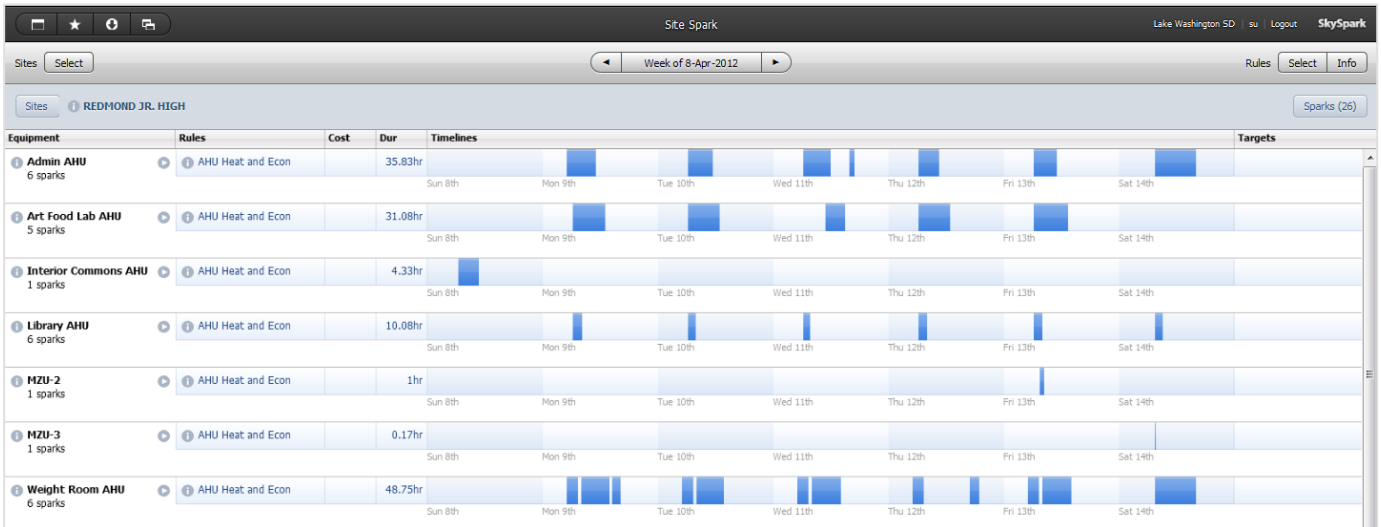 Site Spark
Lake Washington SD | su | Logout SkySpark
Sites Select
Week of 8-Apr-2012
Rules Select Info
Sites REDMOND JR. HIGH
Sparks (26)
Equipment Rules Cost Dur Timelines Targets
Admin AHU AHU Heat and Econ 35.83hr
6 sparks
Sun 8th Mon 9th Tue 10th Wed 11th Thu 12th Fri 13th Sat 14th
Art Food Lab AHU AHU Heat and Econ 31.08hr
5 sparks
Sun 8th Mon 9th Tue 10th Wed 11th Thu 12th Fri 13th Sat 14th
Interior Commons AHU AHU Heat and Econ 4.33hr
1 sparks
Sun 8th Mon 9th Tue 10th Wed 11th Thu 12th Fri 13th Sat 14th
Library AHU AHU Heat and Econ 10.08hr
6 sparks
Sun 8th Mon 9th Tue 10th Wed 11th Thu 12th Fri 13th Sat 14th
MZU-2 AHU Heat and Econ 1hr
1 sparks
Sun 8th Mon 9th Tue 10th Wed 11th Thu 12th Fri 13th Sat 14th
MZU-3 AHU Heat and Econ 0.17hr
1 sparks
Sun 8th Mon 9th Tue 10th Wed 11th Thu 12th Fri 13th Sat 14th
Weight Room AHU AHU Heat and Econ 48.75hr
6 sparks
Sun 8th Mon 9th Tue 10th Wed 11th Thu 12th Fri 13th Sat 14th